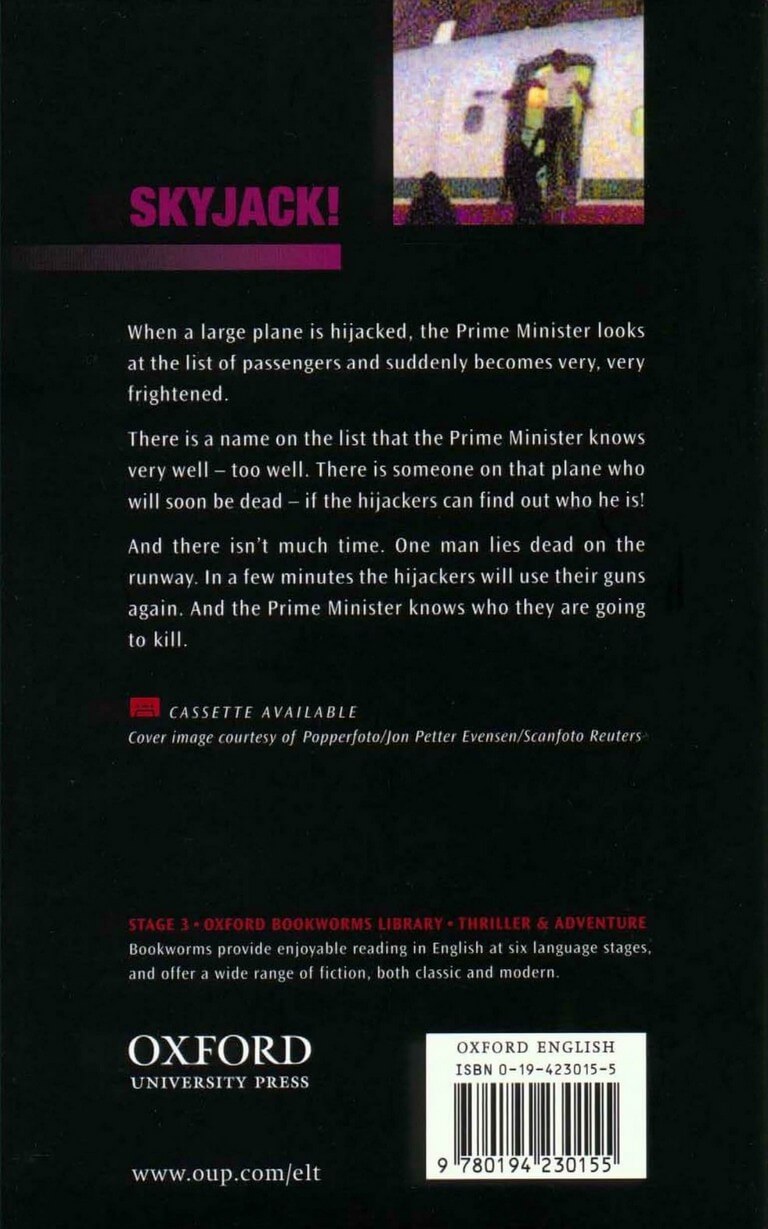 SKYJACK!
When a large plane is hijacked, the Prime Minister looks
at the list of passengers and suddenly becomes very, very
frightened.
There is a name on the list that the Prime Minister knows
very well – too well. There is someone on that plane who
will soon be dead – if the hijackers can find out who he is!
And there isn't much time. One man lies dead on the
runway. In a few minutes the hijackers will use their guns
again. And the Prime Minister knows who they are going
to kill.
CASSETTE AVAILABLE
Cover image courtesy of Popperfoto/Jon Petter Evensen/Scanfoto Reuters
STAGE 3 • OXFORD BOOKWORMS LIBRARY • THRILLER & ADVENTURE
Bookworms provide enjoyable reading in English at six language stages,
and offer a wide range of fiction, both classic and modern.
OXFORD
UNIVERSITY PRESS
www.oup.com/elt
OXFORD ENGLISH
ISBN 0-19-423015-5
9 780194 230155